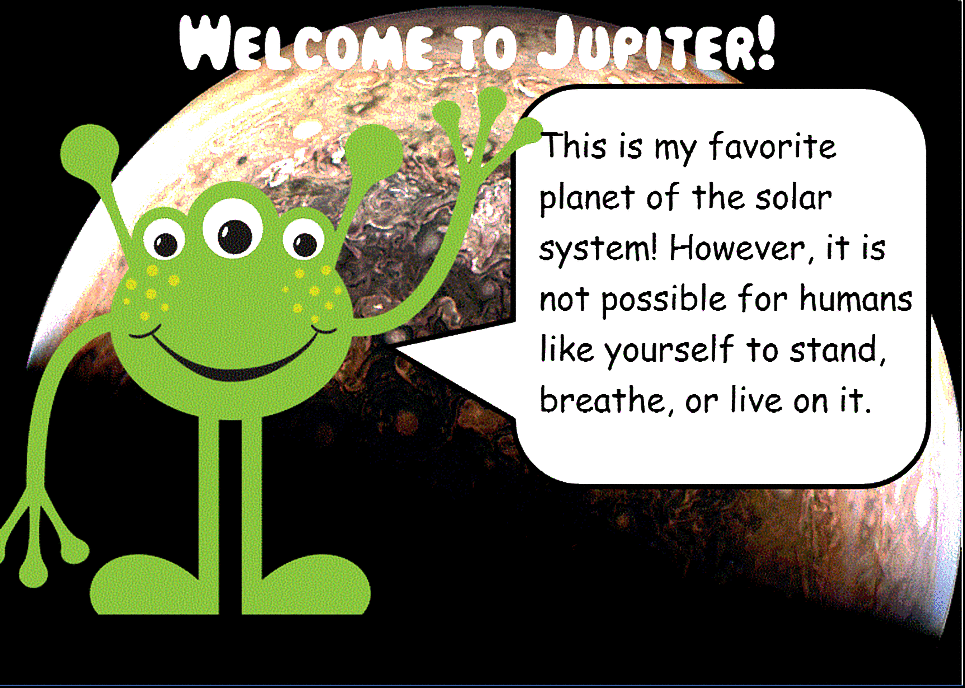 WELCOME TO JUPITER!
This is my favorite
planet of the solar
system! However, it is
not possible for humans
like yourself to stand,
breathe, or live on it.